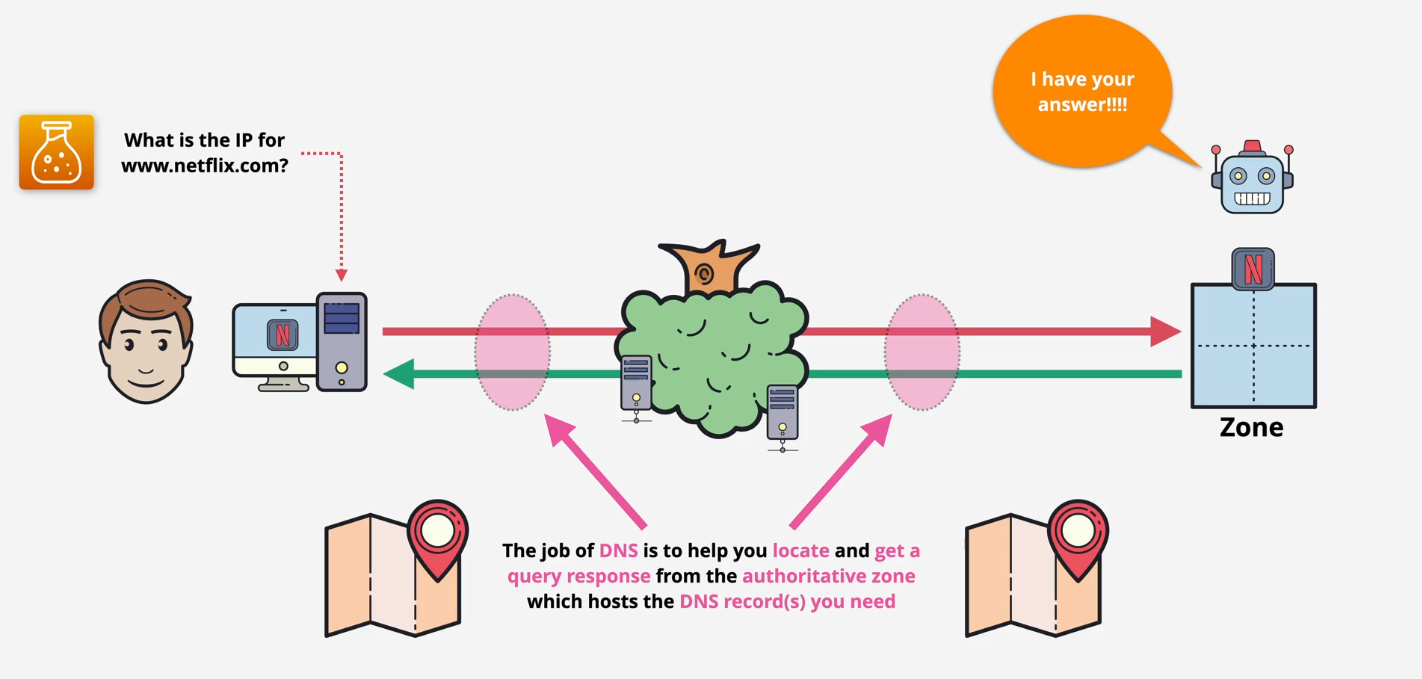 I have your
answer!!!!
What is the IP for
www.netflix.com?
N
N
Zone
The job of DNS is to help you locate and get a
query response from the authoritative zone
which hosts the DNS record(s) you need